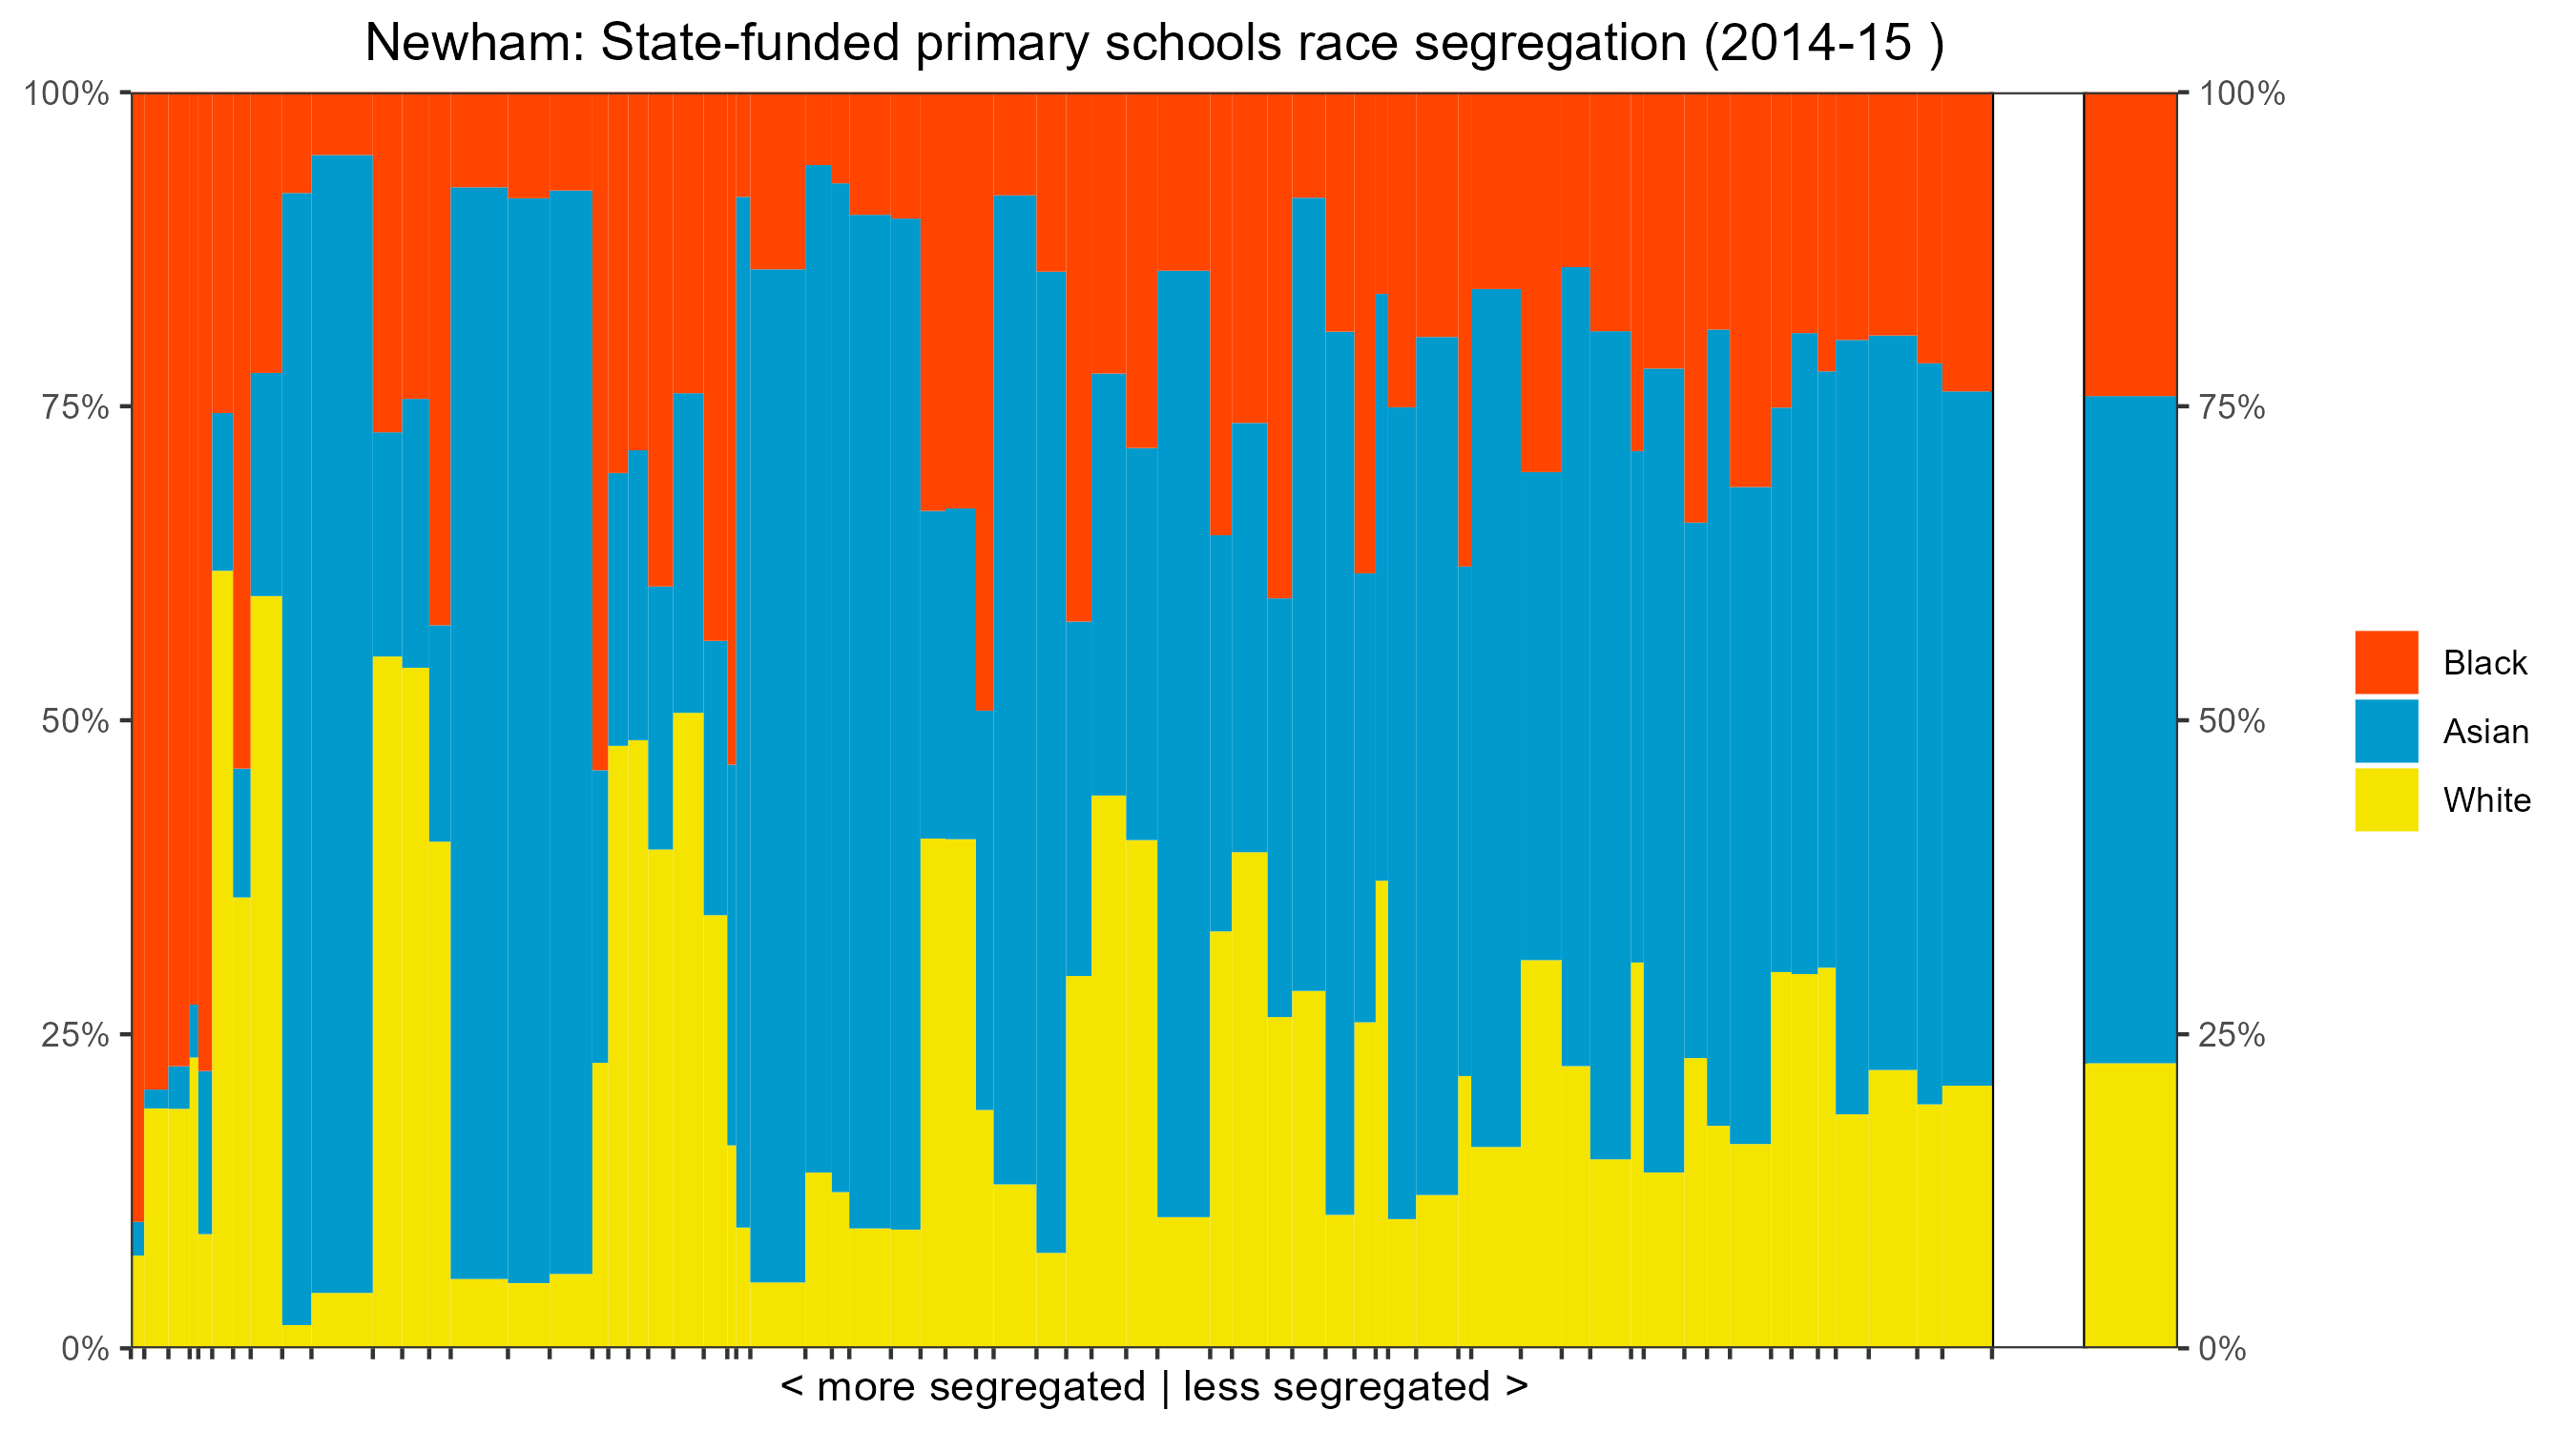 Newham: State-funded primary schools race segregation (2014-15 )
100%
75%
50%
25%
0%
100%
75%
50%
25%
0%
Black
Asian
White
< more segregated | less segregated >